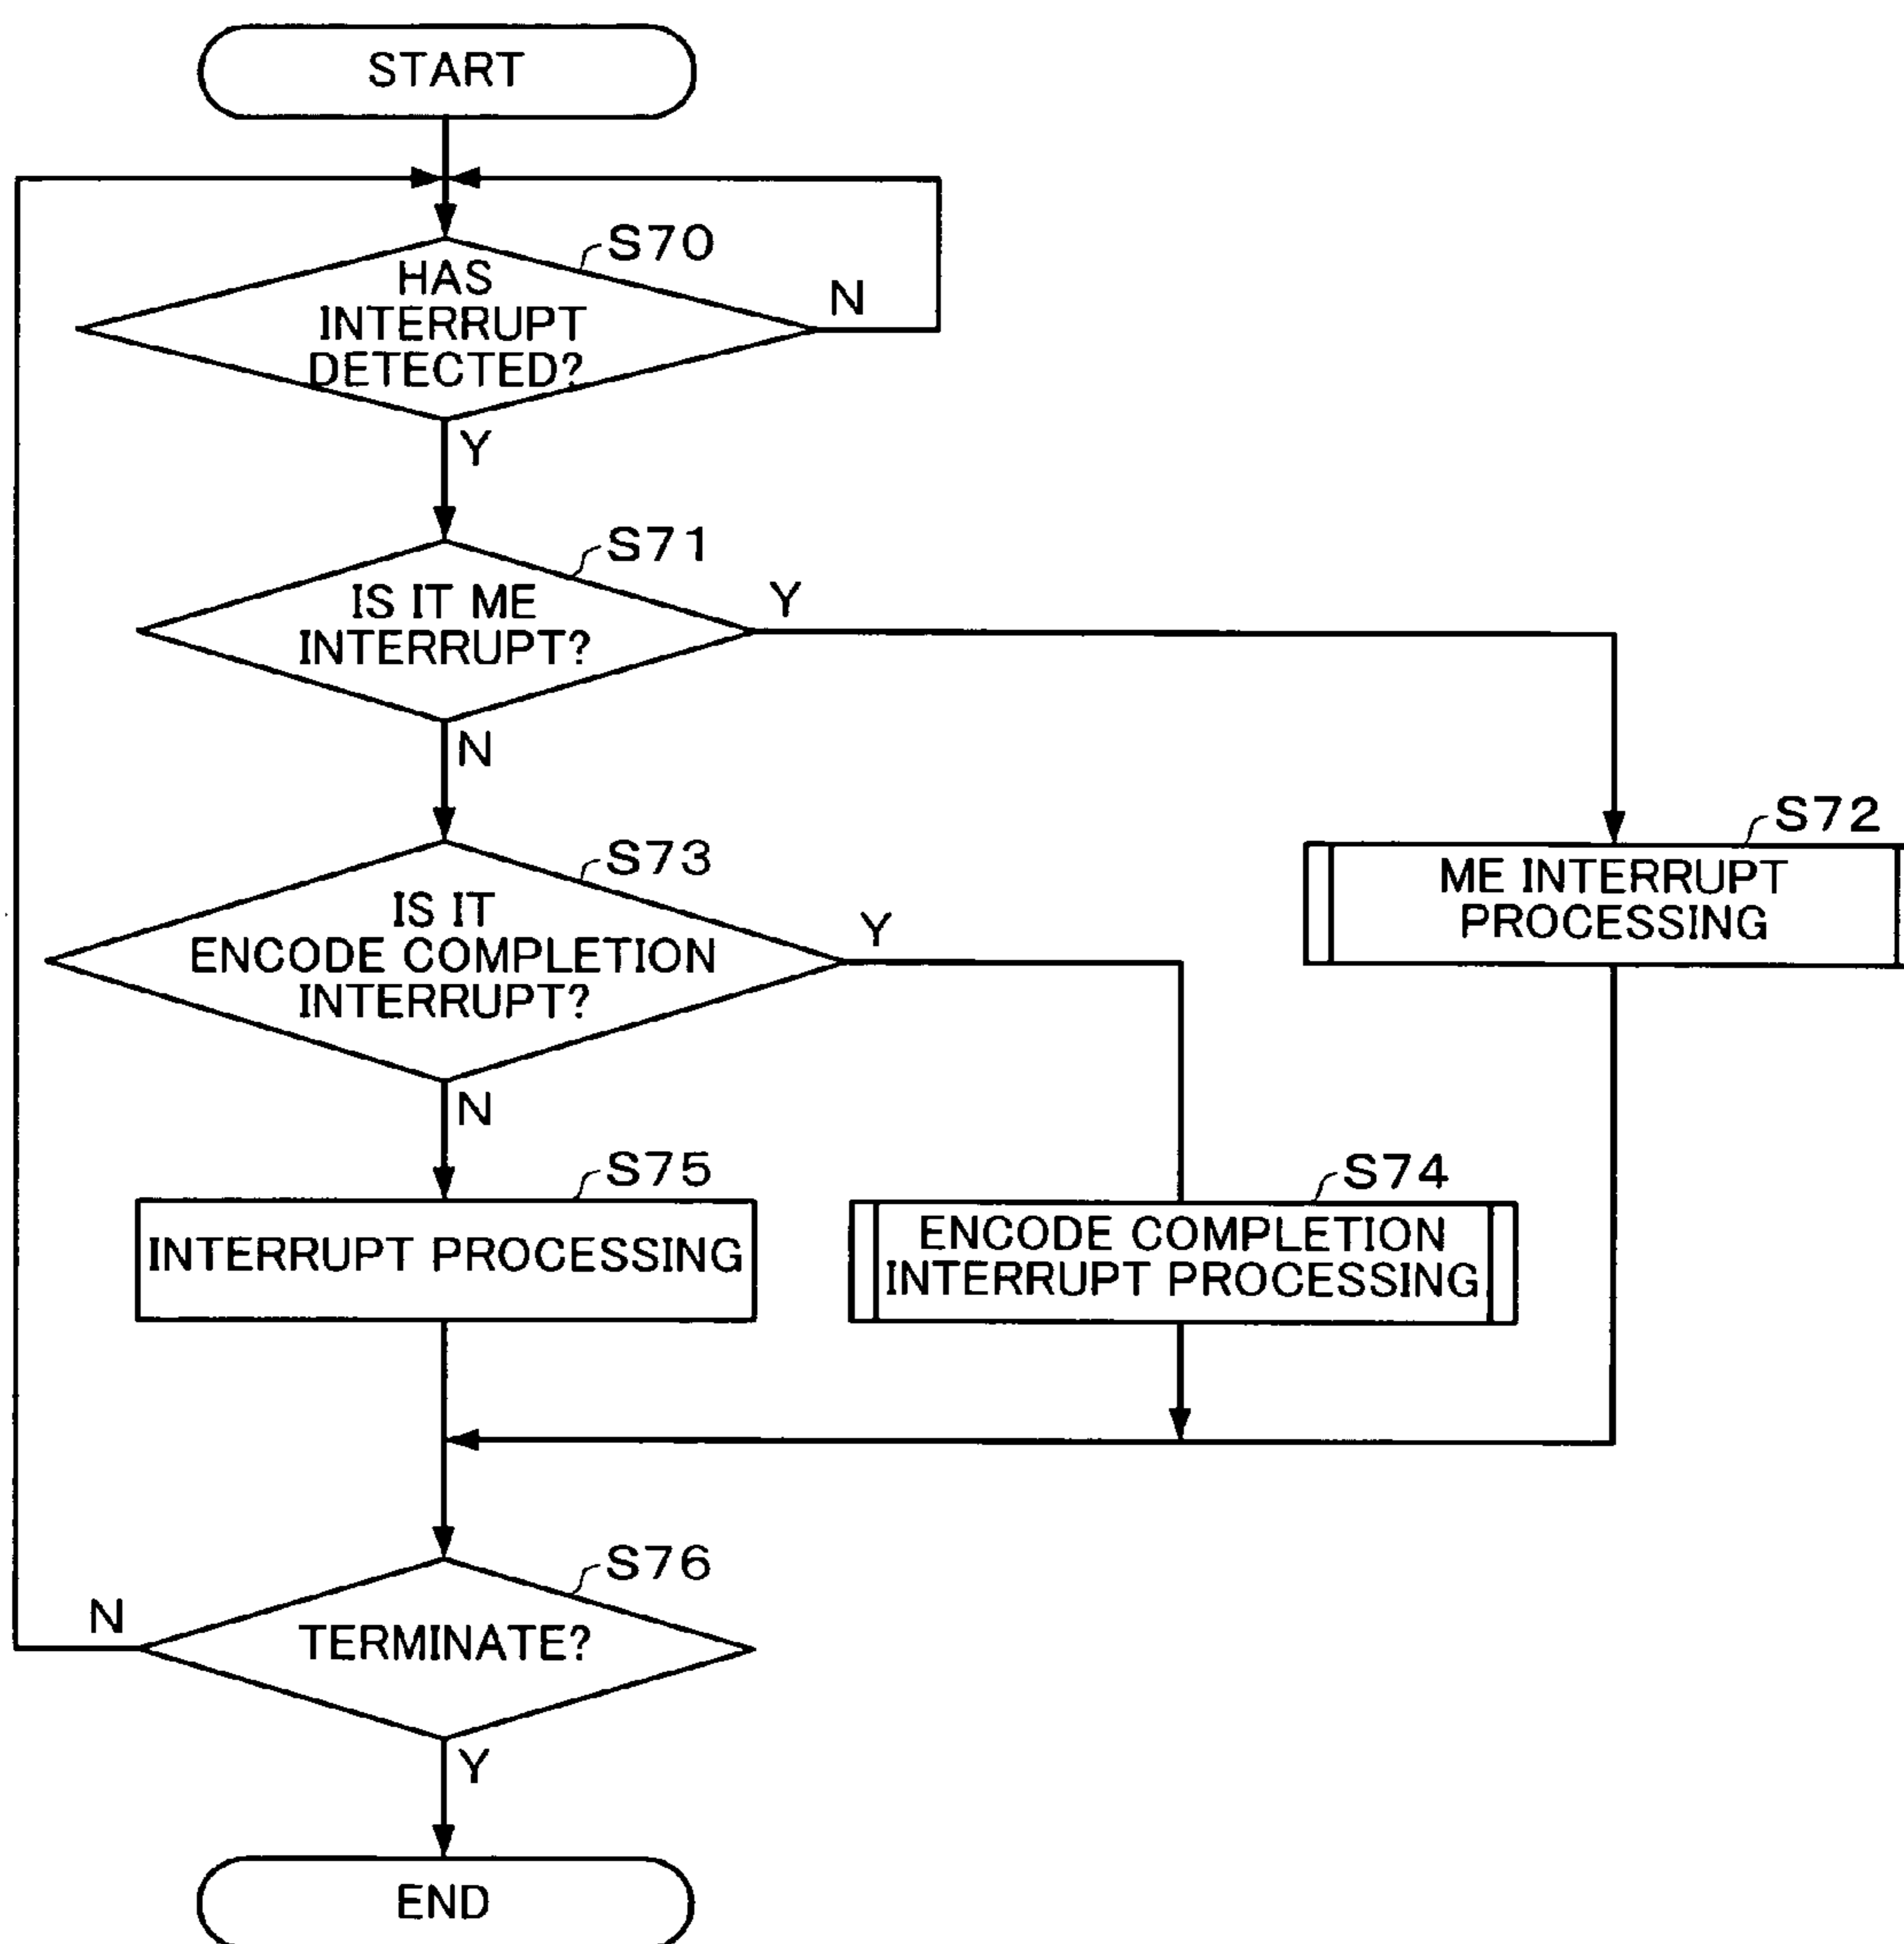 START
S70
HAS
INTERRUPT
DETECTED?
N
Y
S71
IS IT ME
INTERRUPT?
Y
N
S72
ME INTERRUPT
PROCESSING
S73
IS IT
ENCODE COMPLETION
INTERRUPT?
Y
N
S75
INTERRUPT PROCESSING
S74
ENCODE COMPLETION
INTERRUPT PROCESSING
S76
TERMINATE?
N
Y
END